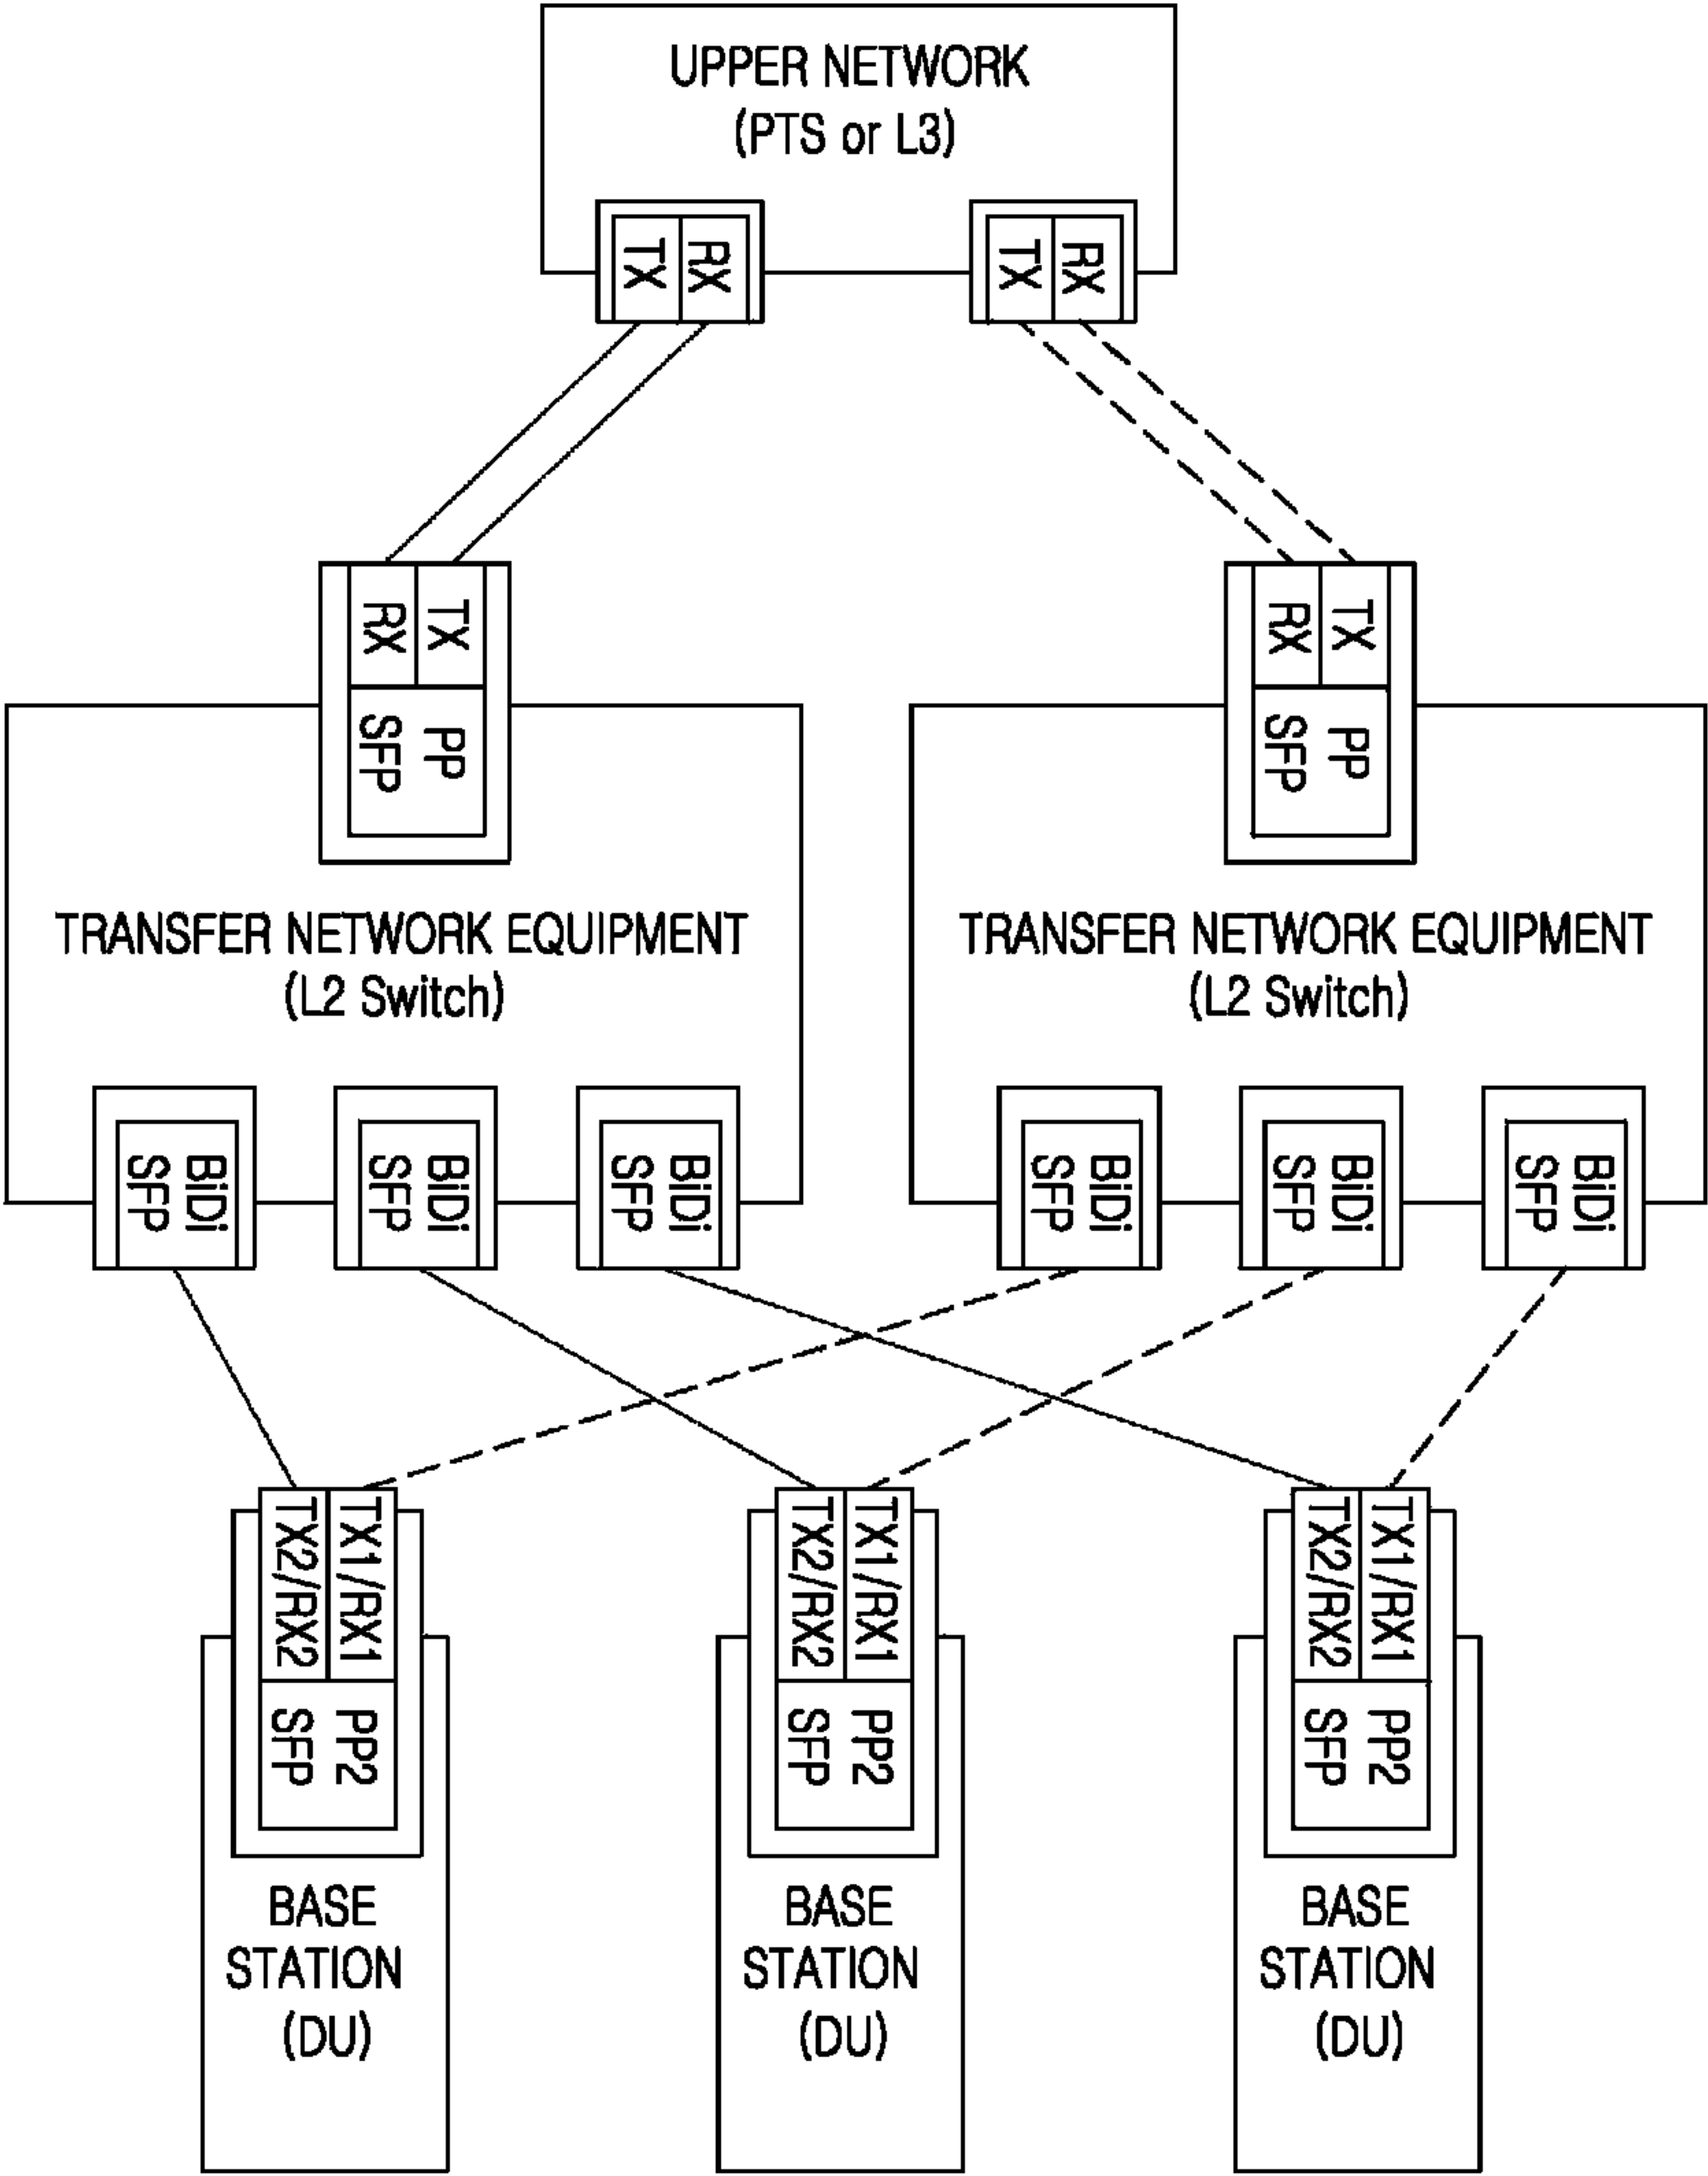 UPPER NETWORK
(PTS or L3)
TX
RX
TX
RX
RX
TX
RX
TX
PP
SFP
PP
SFP
TRANSFER NETWORK EQUIPMENT
(L2 Switch)
TRANSFER NETWORK EQUIPMENT
(L2 Switch)
BiDi
SFP
BiDi
SFP
BiDi
SFP
BiDi
SFP
BiDi
SFP
BiDi
SFP
TX1/RX1
TX2/RX2
TX1/RX1
TX2/RX2
TX1/RX1
TX2/RX2
PP2
SFP
PP2
SFP
PP2
SFP
BASE
STATION
(DU)
BASE
STATION
(DU)
BASE
STATION
(DU)